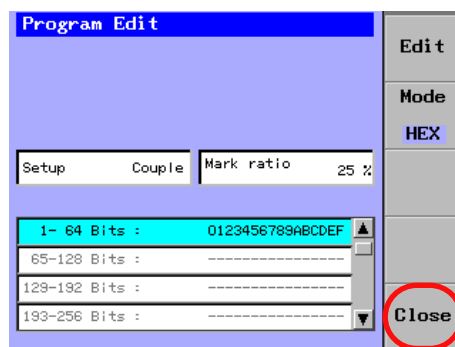 Program Edit
Edit
Mode
HEX
Setup Couple
Mark ratio 25 %
1- 64 Bits : 0123456789ABCDEF
65-128 Bits : ----------------
129-192 Bits : ----------------
193-256 Bits : ----------------
Close